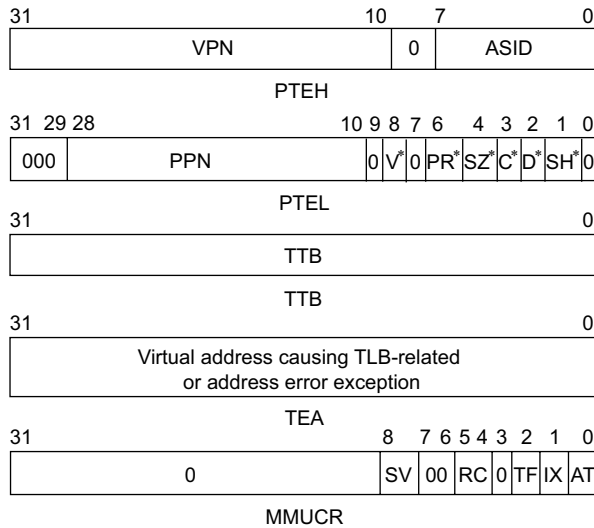 31 10 7 0
VPN 0 ASID
PTEH
31 29 28 10 9 8 7 6 4 3 2 1 0
000 PPN 0 V* 0 PR* SZ* C* D* SH* 0
PTEL
31 0
TTB
TTB
31 0
Virtual address causing TLB-related
or address error exception
TEA
31 8 7 6 5 4 3 2 1 0
0 SV 00 RC 0 TF IX AT
MMUCR